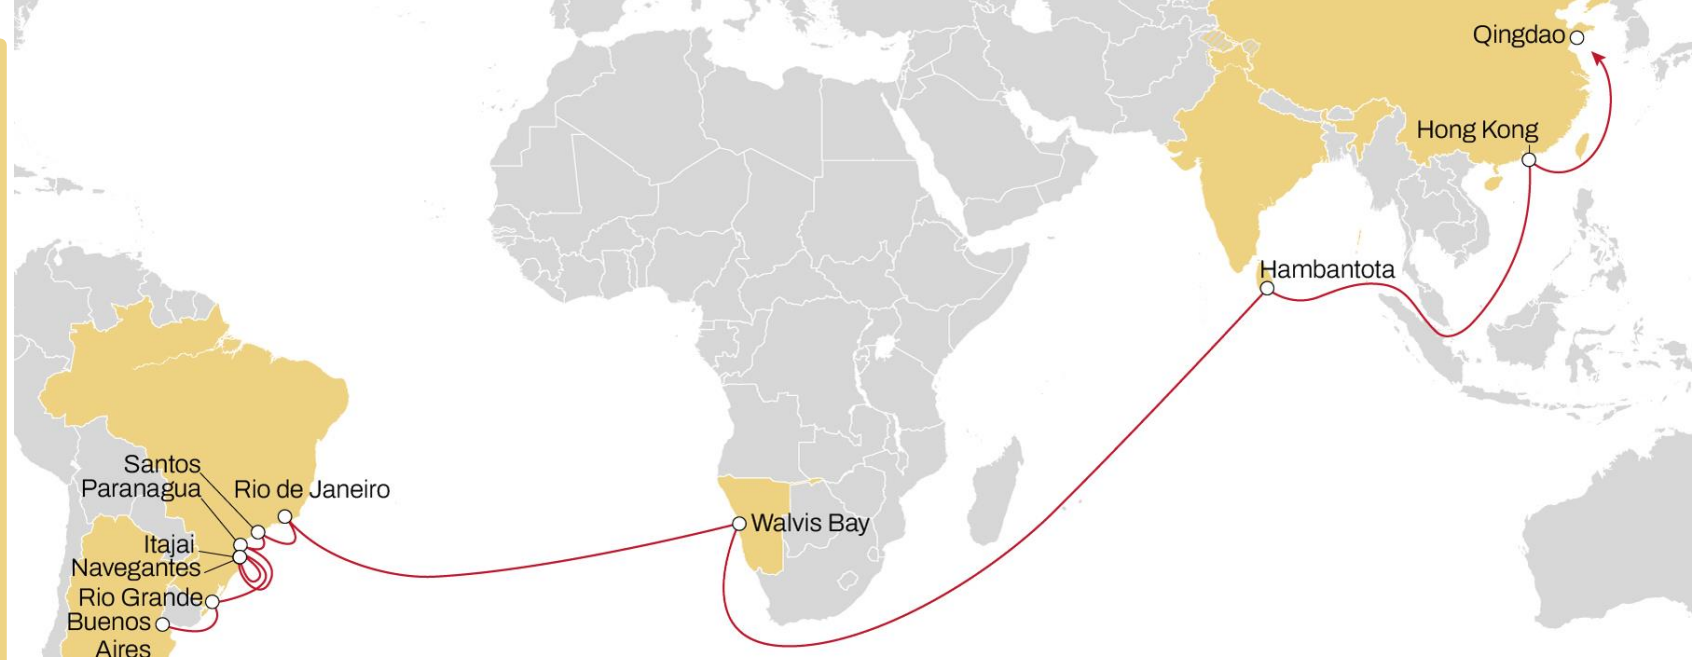 Qingdao
Hong Kong
Hambantota
Santos
Paranagua
Rio de Janeiro
Walvis Bay
Itajai
Navegantes
Rio Grande
Buenos
Aires